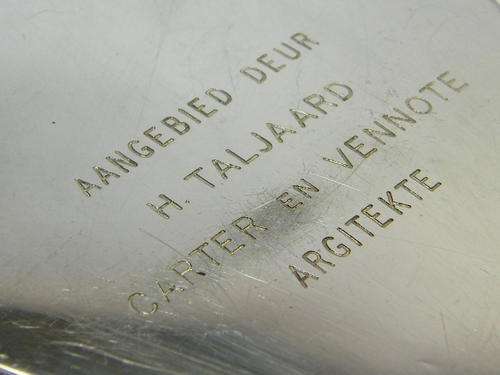 AANGEBIED DEUR
H. TALJAARD
CARTER EN VENNOTE
ARGITEKTE